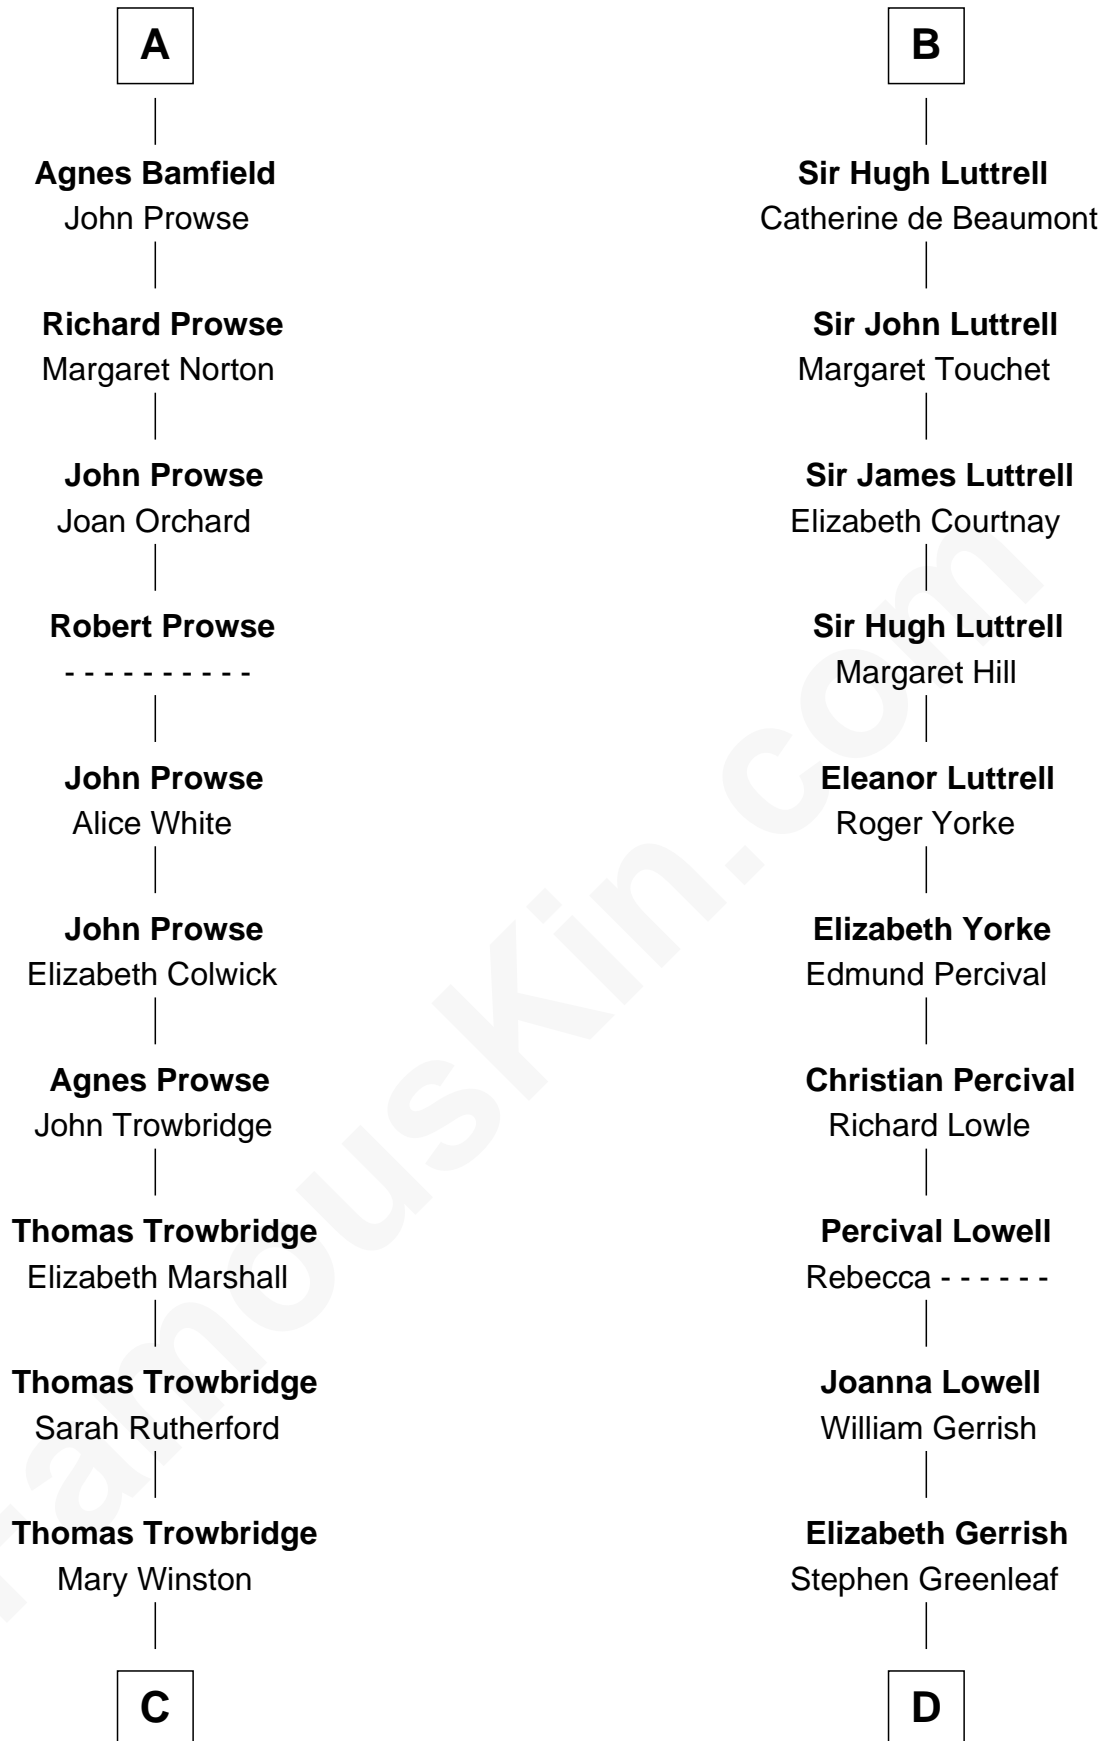 A
Agnes Bamfield
John Prowse
Richard Prowse
Margaret Norton
John Prowse
Joan Orchard
Robert Prowse
- - - - - - - - - -
John Prowse
Alice White
John Prowse
Elizabeth Colwick
Agnes Prowse
John Trowbridge
Thomas Trowbridge
Elizabeth Marshall
Thomas Trowbridge
Sarah Rutherford
Thomas Trowbridge
Mary Winston
C
B
Sir Hugh Luttrell
Catherine de Beaumont
Sir John Luttrell
Margaret Touchet
Sir James Luttrell
Elizabeth Courtnay
Sir Hugh Luttrell
Margaret Hill
Eleanor Luttrell
Roger Yorke
Elizabeth Yorke
Edmund Percival
Christian Percival
Richard Lowle
Percival Lowell
Rebecca - - - - - -
Joanna Lowell
William Gerrish
Elizabeth Gerrish
Stephen Greenleaf
D
FamousKin.com